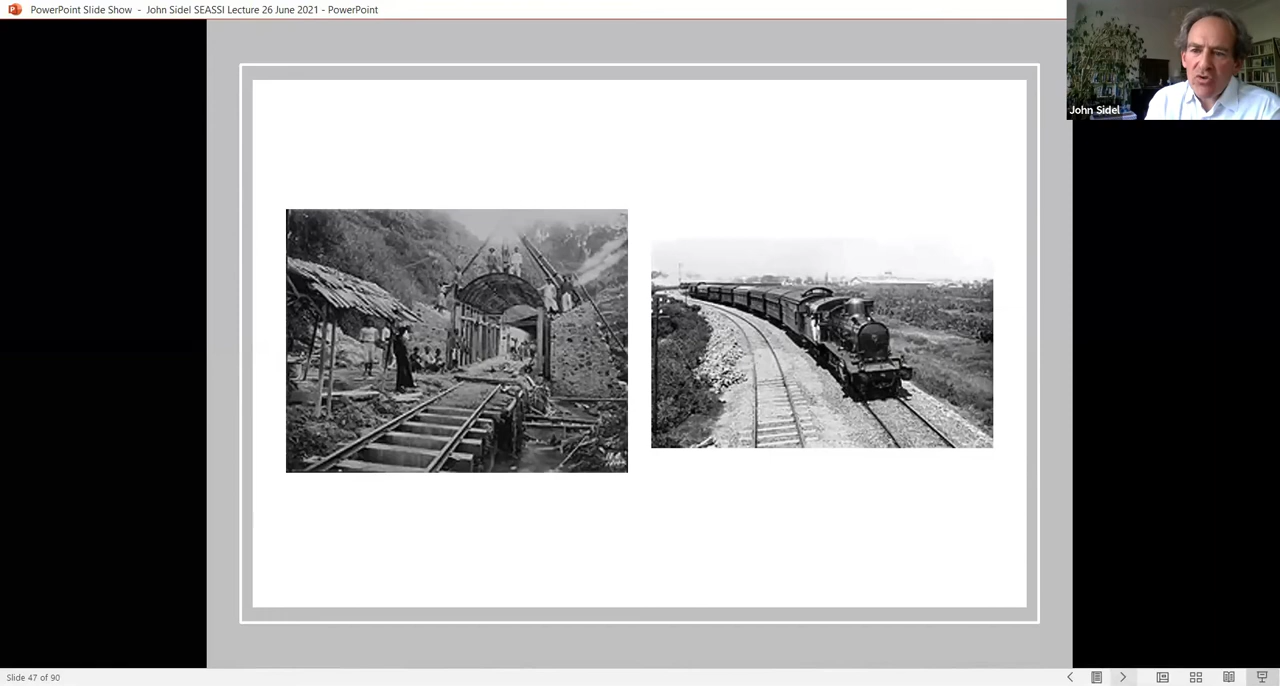 PowerPoint Slide Show - John Sidel SEASSI Lecture 26 June 2021 - PowerPoint
John Sidel
Slide 47 of 90